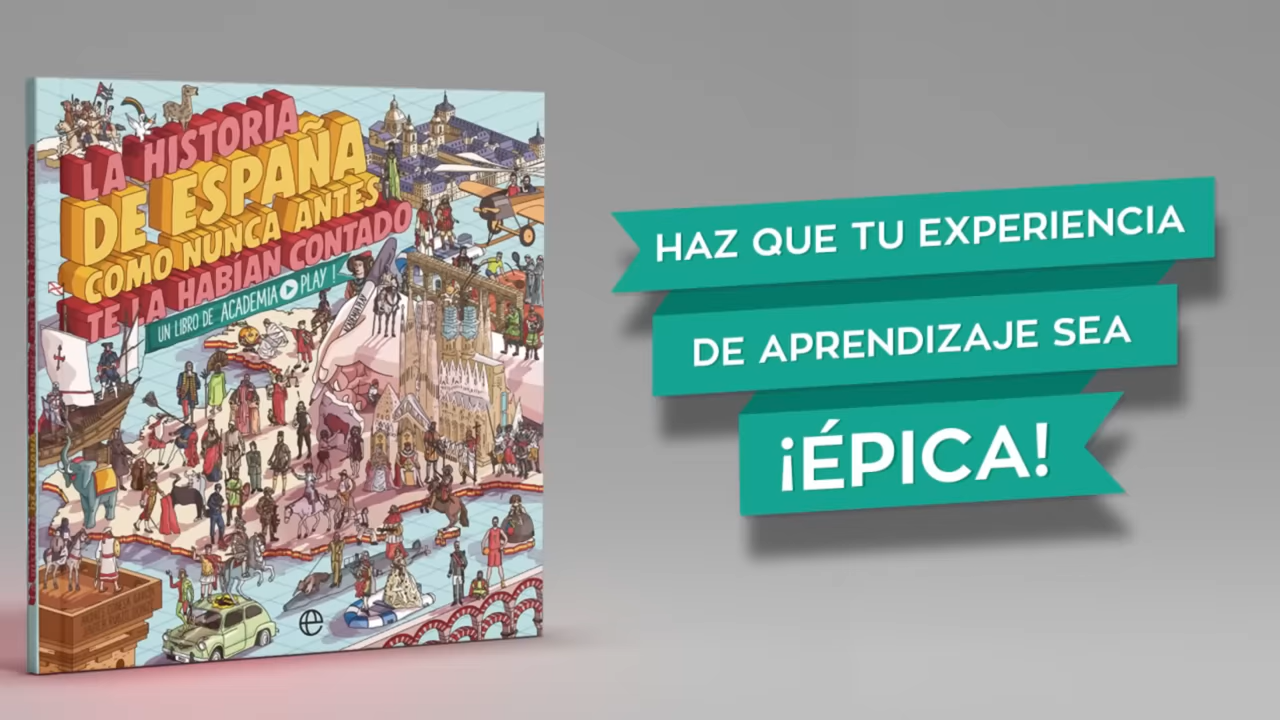 LA HISTORIA
DE ESPAÑA
COMO NUNCA ANTES
TE LA HABÍAN CONTADO
UN LIBRO DE ACADEMIA PLAY !
HAZ QUE TU EXPERIENCIA
DE APRENDIZAJE SEA
¡ÉPICA!